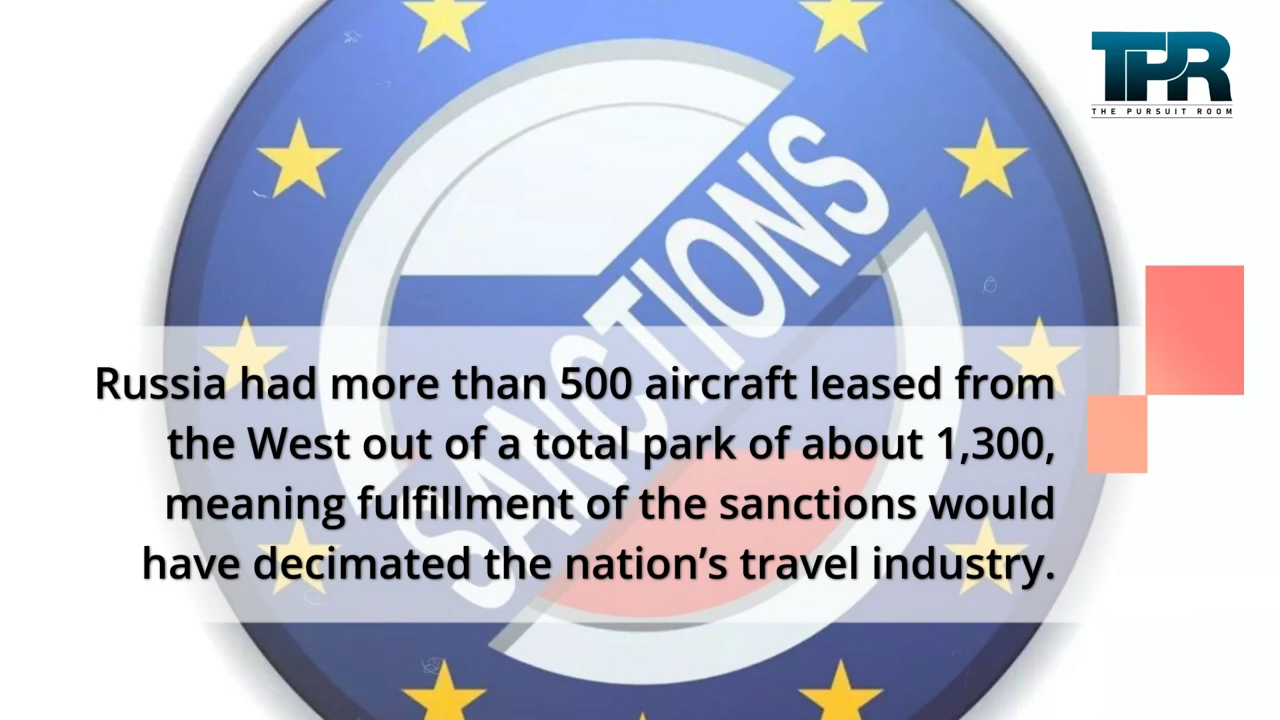 TPR
THE PURSUIT ROOM
SANCTIONS
Russia had more than 500 aircraft leased from
the West out of a total park of about 1,300,
meaning fulfillment of the sanctions would
have decimated the nation’s travel industry.